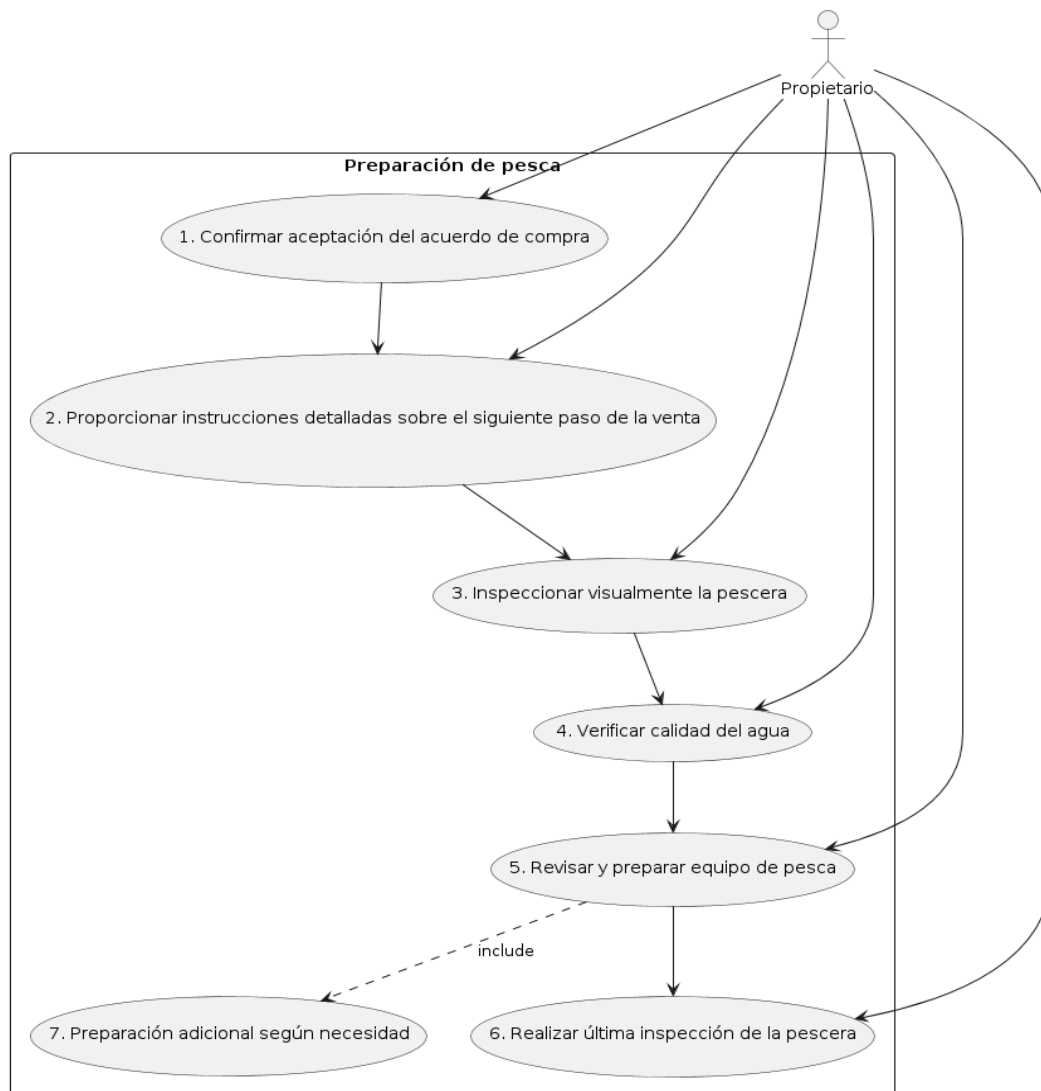 Propietario
Preparación de pesca
1. Confirmar aceptación del acuerdo de compra
2. Proporcionar instrucciones detalladas sobre el siguiente paso de la venta
3. Inspeccionar visualmente la pescera
4. Verificar calidad del agua
5. Revisar y preparar equipo de pesca
include
7. Preparación adicional según necesidad
6. Realizar última inspección de la pescera